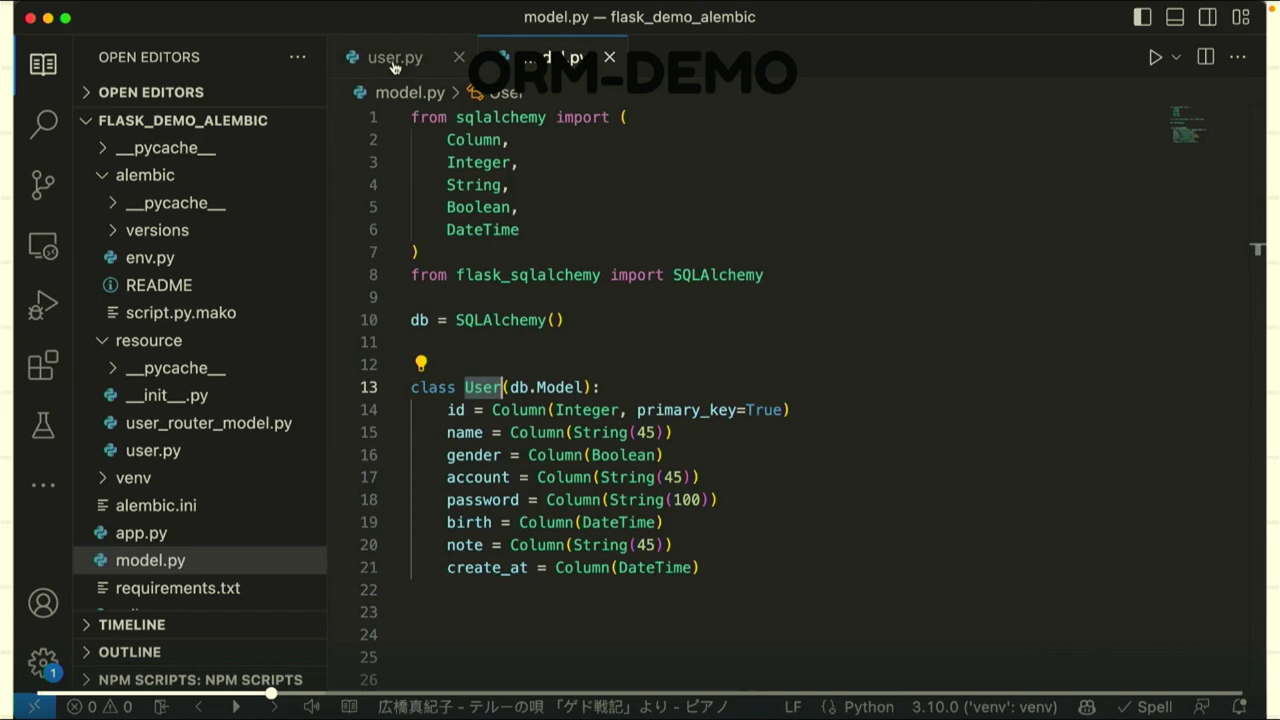 model.py — flask_demo_alembic
OPEN EDITORS
user.py
model.py
ORM-DEMO
OPEN EDITORS
model.py > User
FLASK_DEMO_ALEMBIC
__pycache__
alembic
__pycache__
versions
env.py
README
script.py.mako
resource
__pycache__
__init__.py
user_router_model.py
user.py
venv
alembic.ini
app.py
model.py
requirements.txt
TIMELINE
OUTLINE
NPM SCRIPTS: NPM SCRIPTS
1 from sqlalchemy import (
2 Column,
3 Integer,
4 String,
5 Boolean,
6 DateTime
7 )
8 from flask_sqlalchemy import SQLAlchemy
9
10 db = SQLAlchemy()
11
12
13 class User(db.Model):
14 id = Column(Integer, primary_key=True)
15 name = Column(String(45))
16 gender = Column(Boolean)
17 account = Column(String(45))
18 password = Column(String(100))
19 birth = Column(DateTime)
20 note = Column(String(45))
21 create_at = Column(DateTime)
22
23
24
25
26
1
0 0 広橋真紀子 - テルーの唄 「ゲド戦記」より - ピアノ LF {} Python 3.10.0 ('venv': venv) Spell